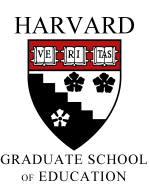 HARVARD
VE RI TAS
GRADUATE SCHOOL
OF EDUCATION